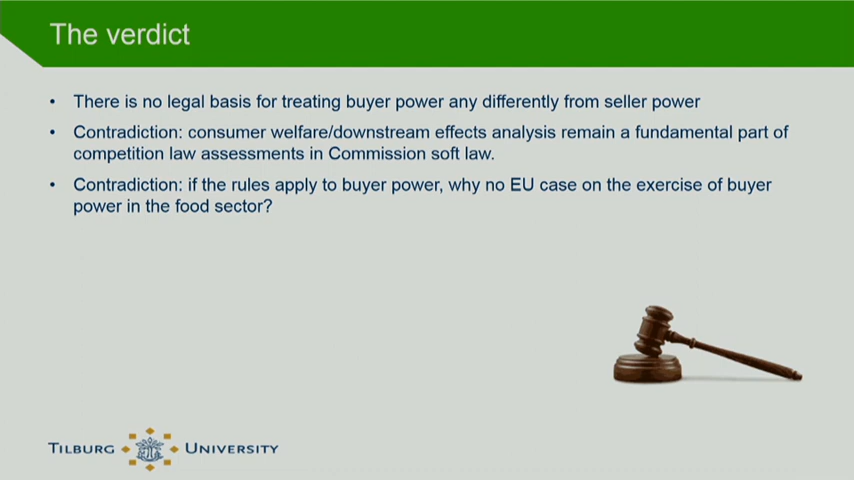 The verdict
• There is no legal basis for treating buyer power any differently from seller power
• Contradiction: consumer welfare/downstream effects analysis remain a fundamental part of
competition law assessments in Commission soft law.
• Contradiction: if the rules apply to buyer power, why no EU case on the exercise of buyer
power in the food sector?
TILBURG UNIVERSITY